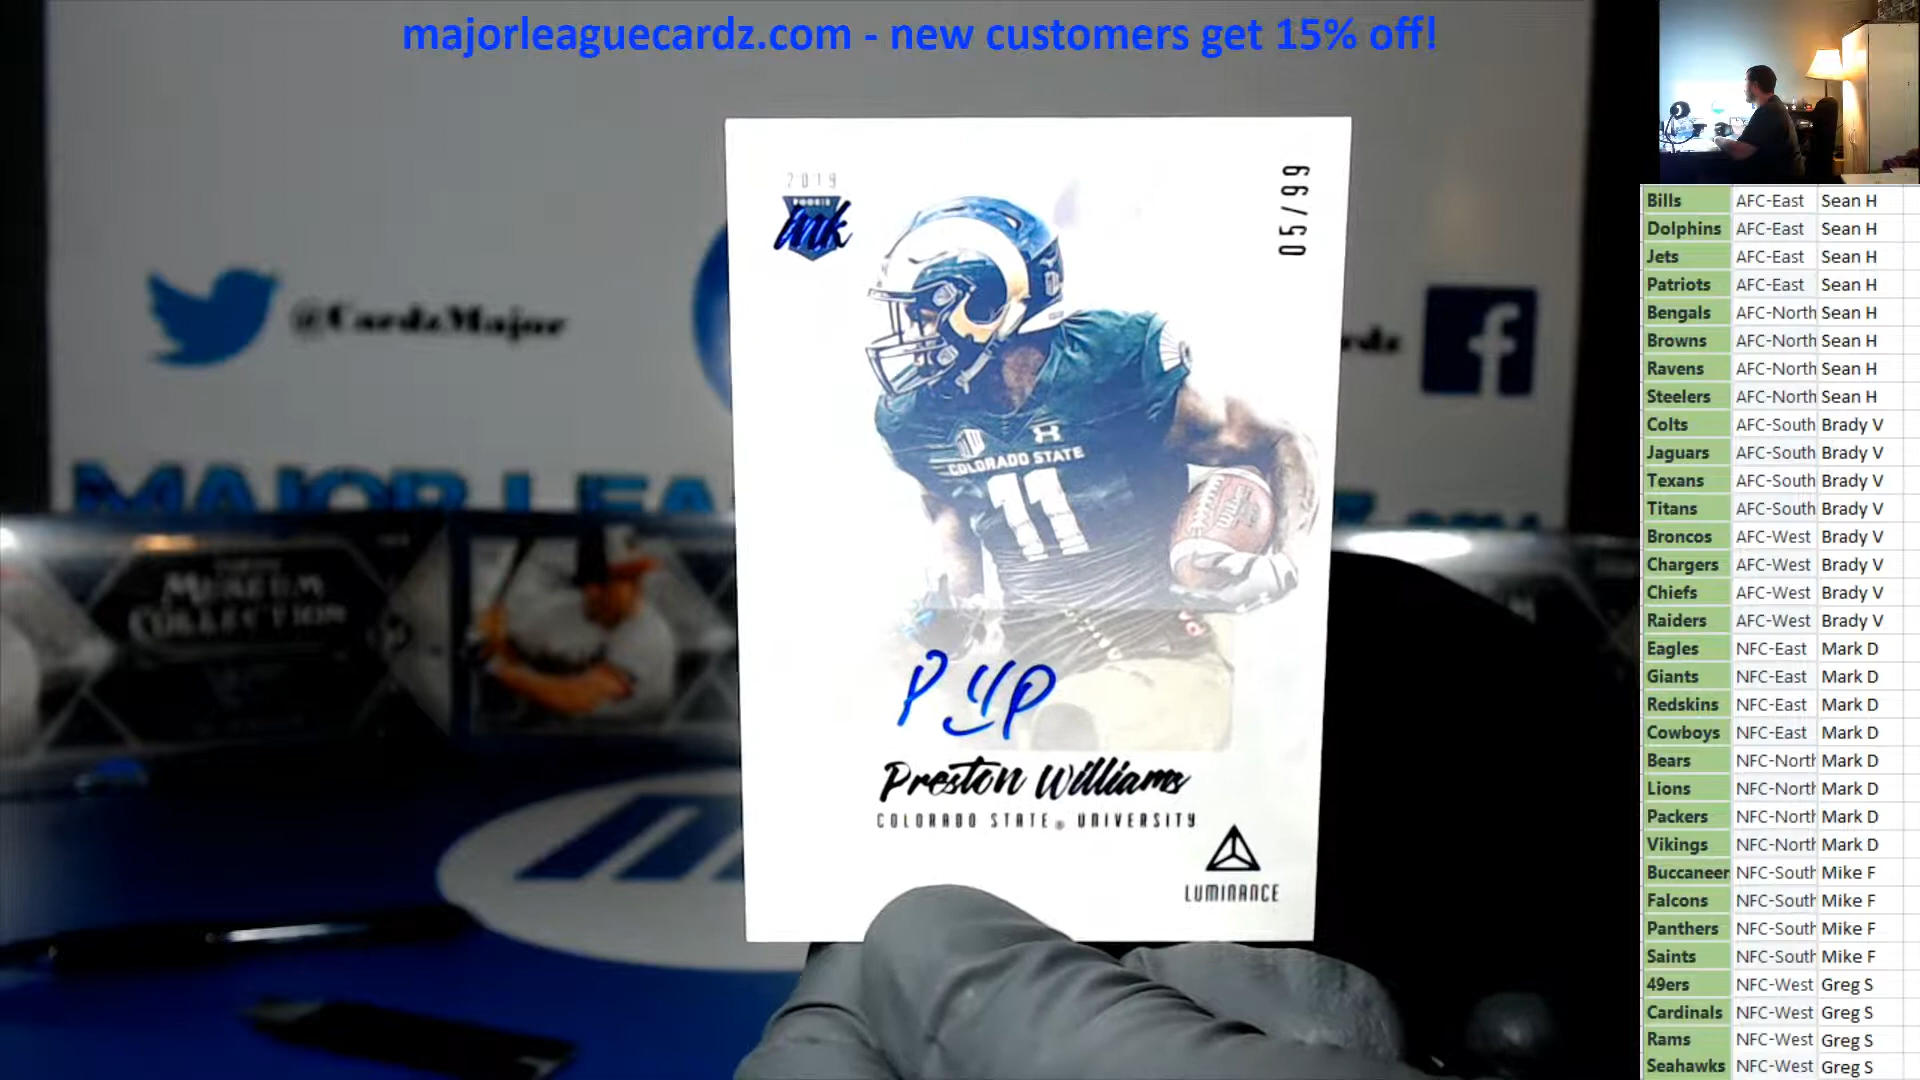 majorleaguecardz.com - new customers get 15% off!
@CardzMajor
MAJOR LEA
2019
ROOKIE
Ink
05/99
COLORADO STATE
11
Preston Williams
COLORADO STATE® UNIVERSITY
LUMINANCE
MUSEUM
COLLECTION
Bills AFC-East Sean H
Dolphins AFC-East Sean H
Jets AFC-East Sean H
Patriots AFC-East Sean H
Bengals AFC-North Sean H
Browns AFC-North Sean H
Ravens AFC-North Sean H
Steelers AFC-North Sean H
Colts AFC-South Brady V
Jaguars AFC-South Brady V
Texans AFC-South Brady V
Titans AFC-South Brady V
Broncos AFC-West Brady V
Chargers AFC-West Brady V
Chiefs AFC-West Brady V
Raiders AFC-West Brady V
Eagles NFC-East Mark D
Giants NFC-East Mark D
Redskins NFC-East Mark D
Cowboys NFC-East Mark D
Bears NFC-North Mark D
Lions NFC-North Mark D
Packers NFC-North Mark D
Vikings NFC-North Mark D
Buccaneer NFC-South Mike F
Falcons NFC-South Mike F
Panthers NFC-South Mike F
Saints NFC-South Mike F
49ers NFC-West Greg S
Cardinals NFC-West Greg S
Rams NFC-West Greg S
Seahawks NFC-West Greg S